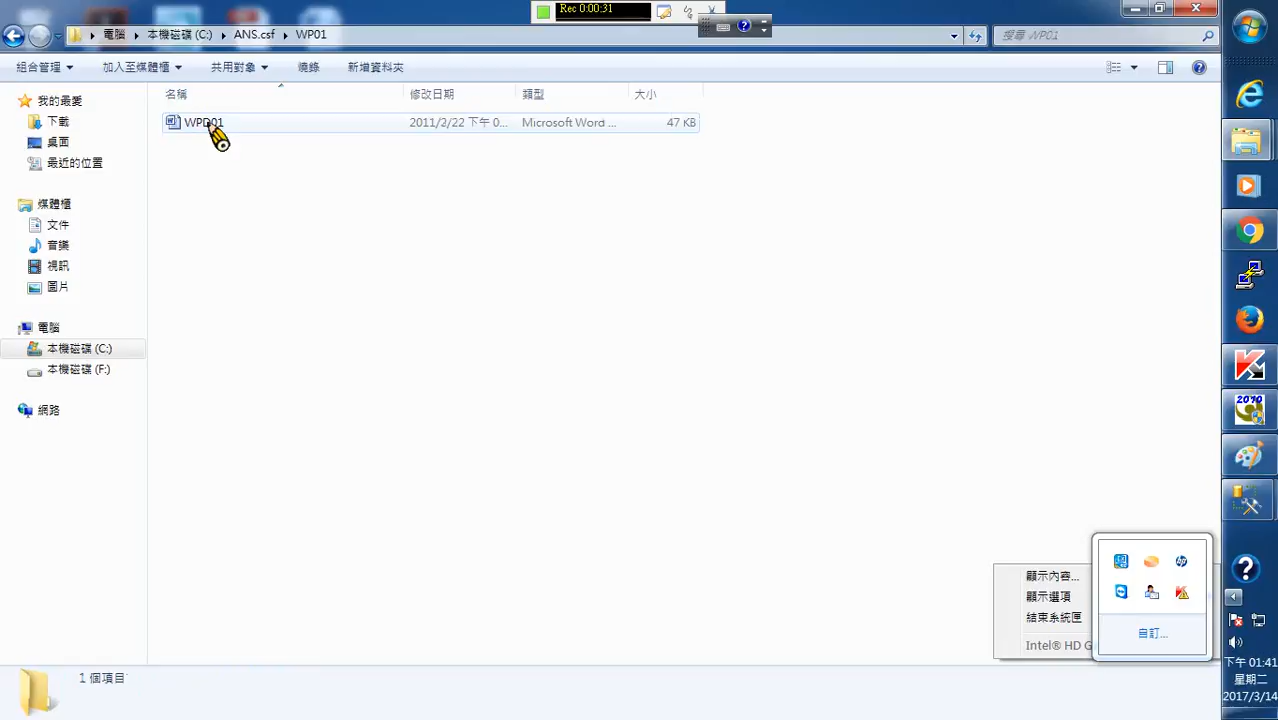 Rec 0:00:31
電腦 本機磁碟 (C:) ANS.csf WP01
搜尋 WP01
組合管理 加入至媒體櫃 共用對象 燒錄 新增資料夾
我的最愛
下載
桌面
最近的位置
媒體櫃
文件
音樂
視訊
圖片
電腦
本機磁碟 (C:)
本機磁碟 (F:)
網路
名稱 修改日期 類型 大小
WPD01 2011/2/22 下午 0... Microsoft Word ... 47 KB
2010
顯示內容...
顯示選項
結束系統匣
Intel® HD G
自訂...
1 個項目
下午 01:41
星期二
2017/3/14